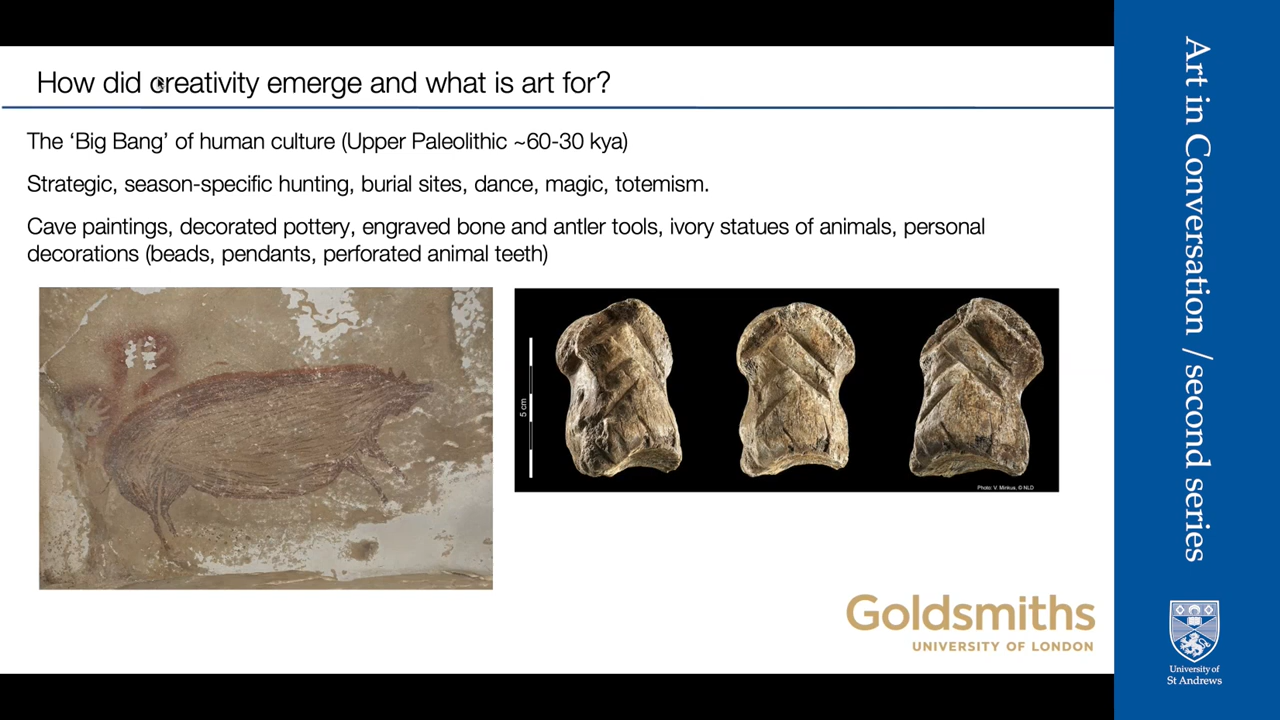 How did creativity emerge and what is art for?
The ‘Big Bang’ of human culture (Upper Paleolithic ~60-30 kya)
Strategic, season-specific hunting, burial sites, dance, magic, totemism.
Cave paintings, decorated pottery, engraved bone and antler tools, ivory statues of animals, personal
decorations (beads, pendants, perforated animal teeth)
5 cm
Photo: V. Minkus, © NLD
Goldsmiths
UNIVERSITY OF LONDON
Art in Conversation / second series
University of
St Andrews